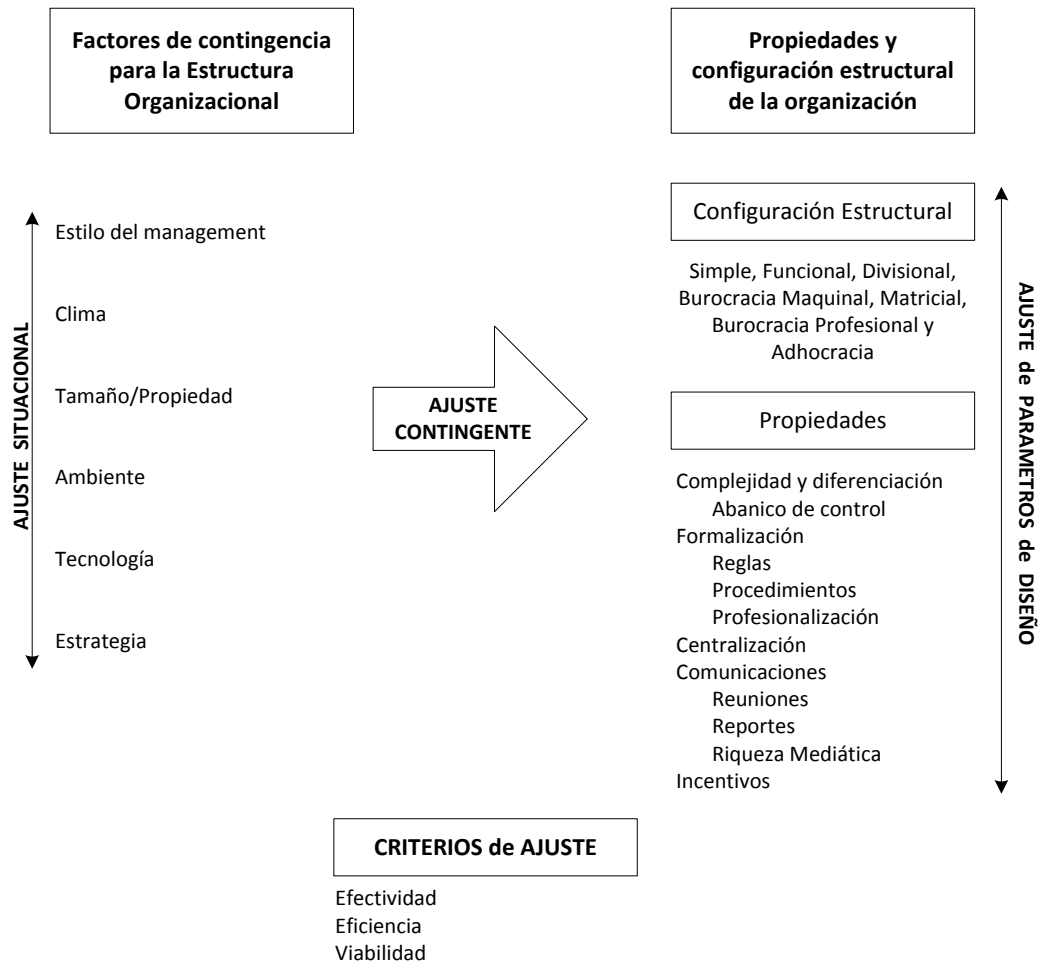 Factores de contingencia
para la Estructura
Organizacional
Propiedades y
configuración estructural
de la organización
AJUSTE SITUACIONAL
Estilo del management
Clima
Tamaño/Propiedad
Ambiente
Tecnología
Estrategia
AJUSTE
CONTINGENTE
Configuración Estructural
Simple, Funcional, Divisional,
Burocracia Maquinal, Matricial,
Burocracia Profesional y
Adhocracia
Propiedades
Complejidad y diferenciación
Abanico de control
Formalización
Reglas
Procedimientos
Profesionalización
Centralización
Comunicaciones
Reuniones
Reportes
Riqueza Mediática
Incentivos
AJUSTE de PARAMETROS de DISEÑO
CRITERIOS de AJUSTE
Efectividad
Eficiencia
Viabilidad